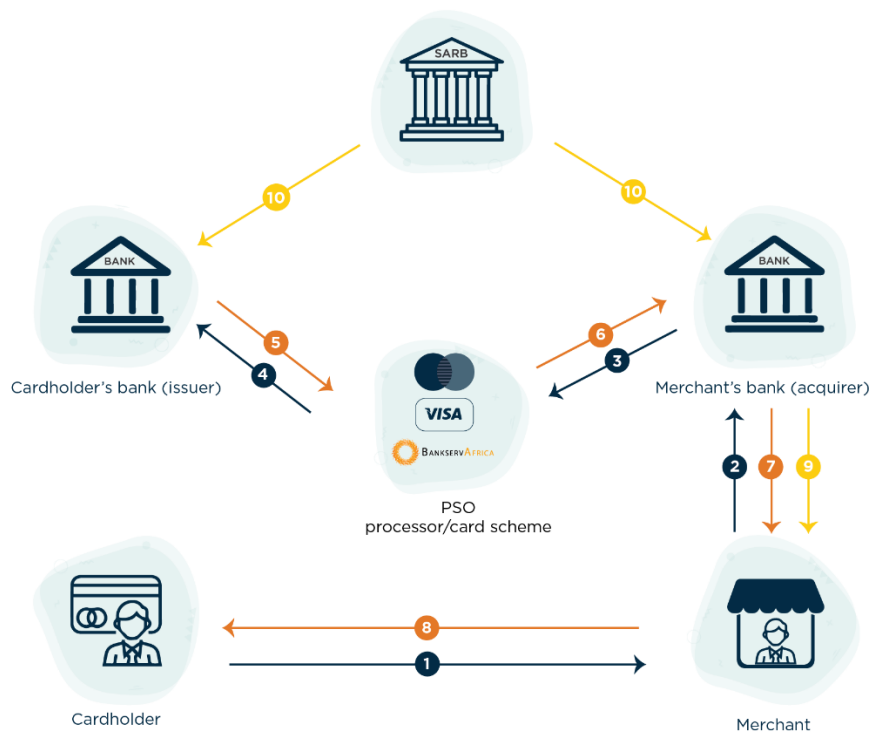 SARB
10
10
BANK
BANK
5
6
4
3
Cardholder's bank (issuer)
Merchant's bank (acquirer)
VISA
BANKSERVAFRICA
2
7
9
PSO
processor/card scheme
8
1
Cardholder
Merchant